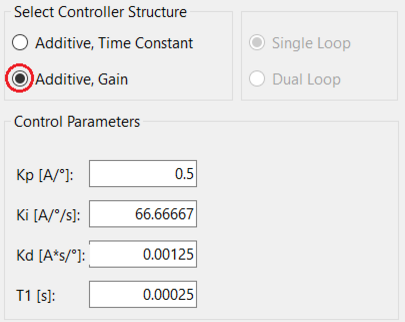 Select Controller Structure
Additive, Time Constant
Single Loop
Additive, Gain
Dual Loop
Control Parameters
Kp [A/°]: 0.5
Ki [A/°/s]: 66.66667
Kd [A*s/°]: 0.00125
T1 [s]: 0.00025